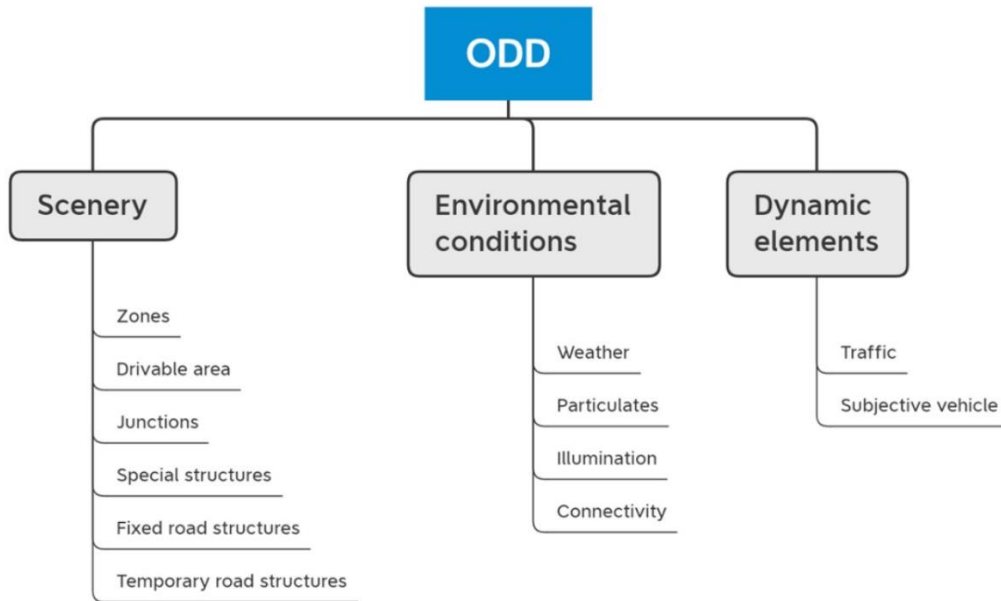 ODD
Scenery
Zones
Drivable area
Junctions
Special structures
Fixed road structures
Temporary road structures
Environmental
conditions
Weather
Particulates
Illumination
Connectivity
Dynamic
elements
Traffic
Subjective vehicle